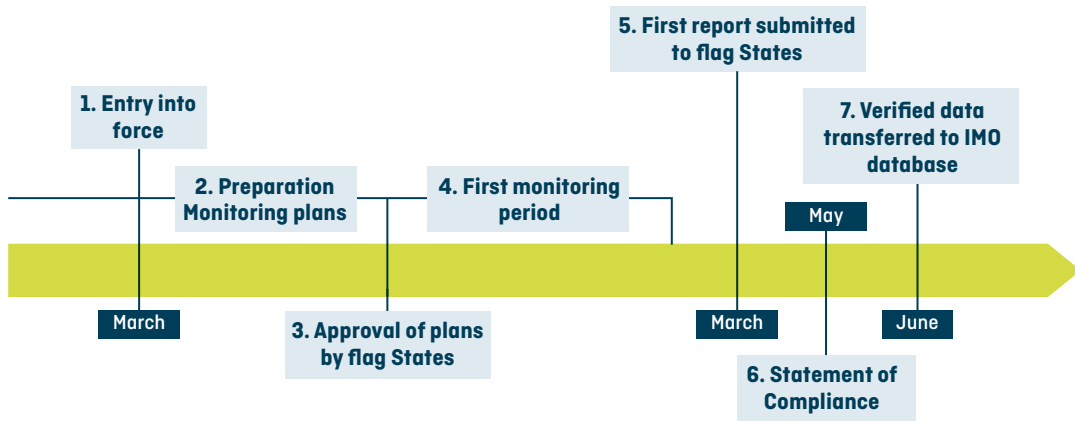 1. Entry into
force
March
2. Preparation
Monitoring plans
3. Approval of plans
by flag States
4. First monitoring
period
5. First report submitted
to flag States
March
May
6. Statement of
Compliance
7. Verified data
transferred to IMO
database
June